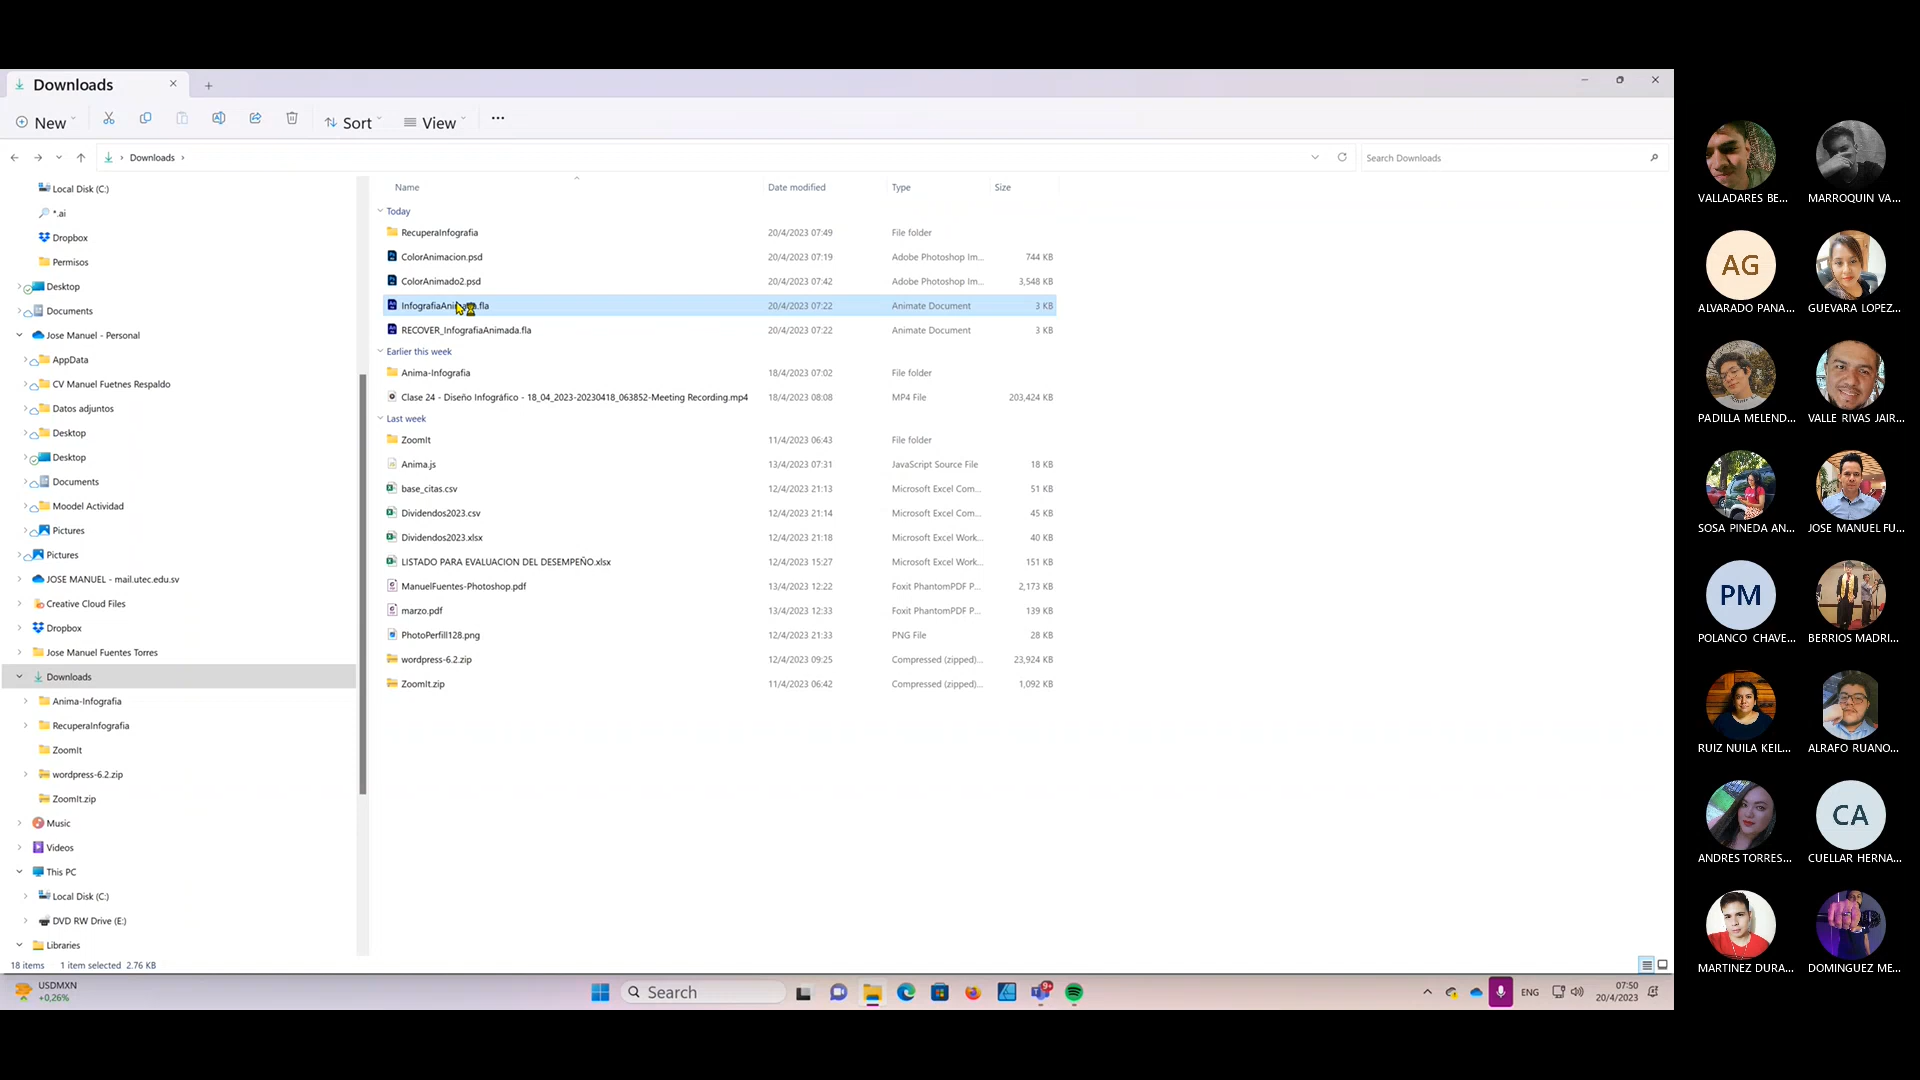 Downloads
New
Sort
View
Downloads
Search Downloads
Local Disk (C:)
*.ai
Dropbox
Permisos
Desktop
Documents
Jose Manuel - Personal
AppData
CV Manuel Fuetnes Respaldo
Datos adjuntos
Desktop
Desktop
Documents
Moodel Actividad
Pictures
Pictures
JOSE MANUEL - mail.utec.edu.sv
Creative Cloud Files
Dropbox
Jose Manuel Fuentes Torres
Downloads
Anima-Infografia
RecuperaInfografia
ZoomIt
wordpress-6.2.zip
ZoomIt.zip
Music
Videos
This PC
Local Disk (C:)
DVD RW Drive (E:)
Libraries
Name Date modified Type Size
Today
RecuperaInfografia 20/4/2023 07:49 File folder
ColorAnimacion.psd 20/4/2023 07:19 Adobe Photoshop Im... 744 KB
ColorAnimado2.psd 20/4/2023 07:42 Adobe Photoshop Im... 3,548 KB
20/4/2023 07:22 Animate Document 3 KB
RECOVER_InfografiaAnimada.fla 20/4/2023 07:22 Animate Document 3 KB
Earlier this week
Anima-Infografia 18/4/2023 07:02 File folder
Clase 24 - Diseño Infográfico - 18_04_2023-20230418_063852-Meeting Recording.mp4 18/4/2023 08:08 MP4 File 203,424 KB
Last week
ZoomIt 11/4/2023 06:43 File folder
Anima.js 13/4/2023 07:31 JavaScript Source File 18 KB
base_citas.csv 12/4/2023 21:13 Microsoft Excel Com... 51 KB
Dividendos2023.csv 12/4/2023 21:14 Microsoft Excel Com... 45 KB
Dividendos2023.xlsx 12/4/2023 21:18 Microsoft Excel Work... 40 KB
LISTADO PARA EVALUACION DEL DESEMPEÑO.xlsx 12/4/2023 15:27 Microsoft Excel Work... 151 KB
ManuelFuentes-Photoshop.pdf 13/4/2023 12:22 Foxit PhantomPDF P... 2,173 KB
marzo.pdf 13/4/2023 12:33 Foxit PhantomPDF P... 139 KB
PhotoPerfill128.png 12/4/2023 21:33 PNG File 28 KB
wordpress-6.2.zip 12/4/2023 09:25 Compressed (zipped)... 23,924 KB
ZoomIt.zip 11/4/2023 06:42 Compressed (zipped)... 1,092 KB
18 items 1 item selected 2.76 KB
USDMXN
+0,26%
Search
9+
ENG
07:50
20/4/2023
VALLADARES BE... MARROQUIN VA...
AG
ALVARADO PANA... GUEVARA LOPEZ...
PADILLA MELEND... VALLE RIVAS JAIR...
SOSA PINEDA AN... JOSE MANUEL FU...
PM
POLANCO CHAVE... BERRIOS MADRI...
RUIZ NUILA KEIL... ALRAFO RUANO...
CA
ANDRES TORRES... CUELLAR HERNA...
MARTINEZ DURA... DOMINGUEZ ME...